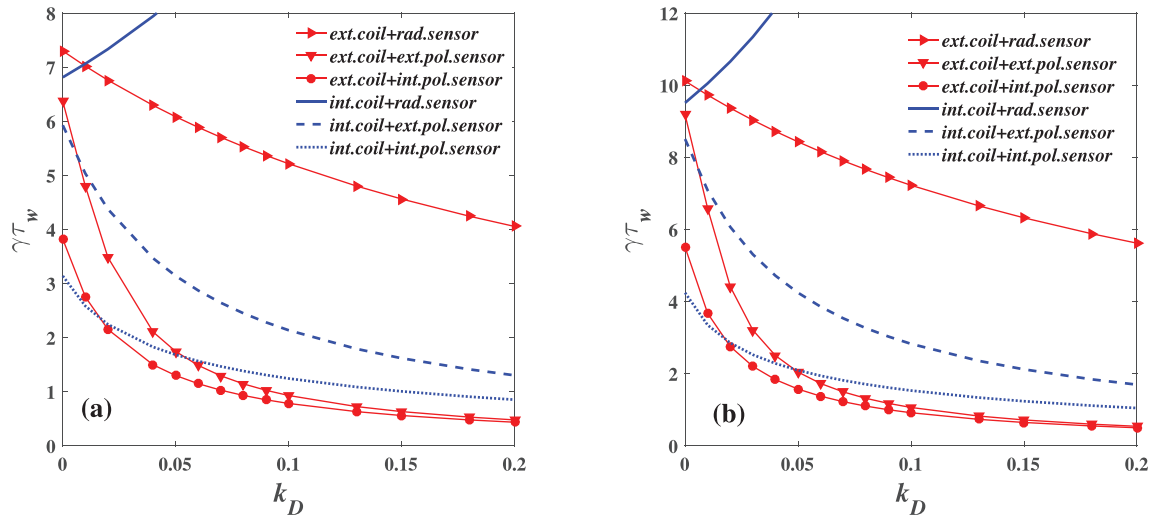 8
7
6
5
4
3
2
1
0
γτw
ext.coil+rad.sensor
ext.coil+ext.pol.sensor
ext.coil+int.pol.sensor
int.coil+rad.sensor
int.coil+ext.pol.sensor
int.coil+int.pol.sensor
(a)
0 0.05 0.1 0.15 0.2
kD
12
10
8
6
4
2
0
γτw
ext.coil+rad.sensor
ext.coil+ext.pol.sensor
ext.coil+int.pol.sensor
int.coil+rad.sensor
int.coil+ext.pol.sensor
int.coil+int.pol.sensor
(b)
0 0.05 0.1 0.15 0.2
kD